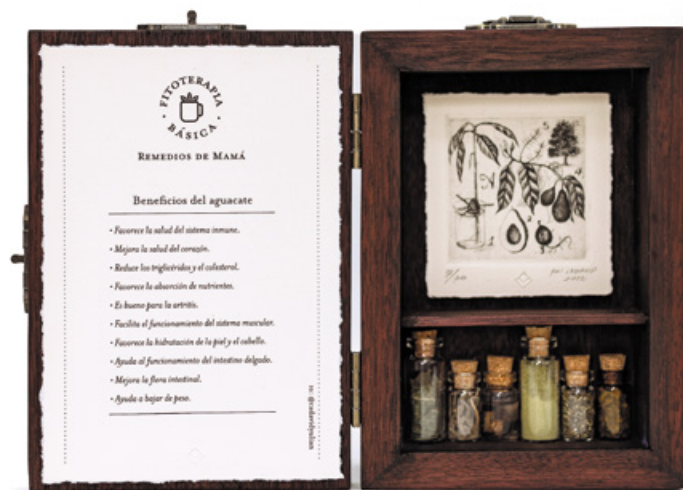 FITOTERAPIA
BÁSICA
REMEDIOS DE MAMÁ
Beneficios del aguacate
• Favorece la salud del sistema inmune.
• Mejora la salud del corazón.
• Reduce los triglicéridos y el colesterol.
• Favorece la absorción de nutrientes.
• Es bueno para la artritis.
• Facilita el funcionamiento del sistema muscular.
• Favorece la hidratación de la piel y el cabello.
• Ayuda al funcionamiento del intestino delgado.
• Mejora la flora intestinal.
• Ayuda a bajar de peso.